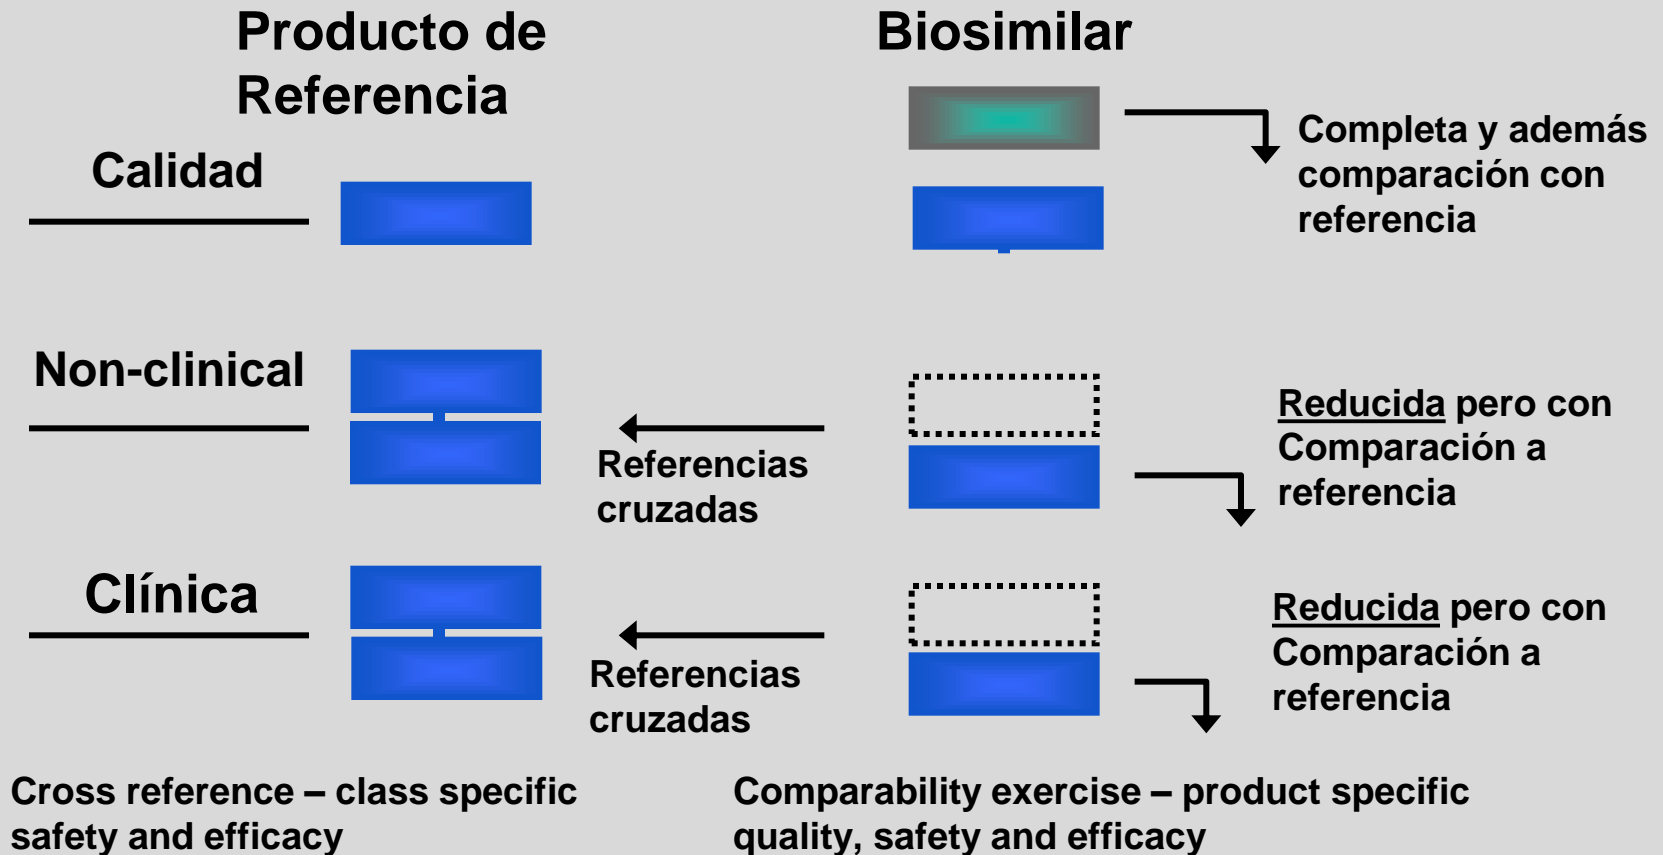 Producto de
Referencia
Biosimilar
Calidad
Completa y además
comparación con
referencia
Non-clinical
Referencias
cruzadas
Reducida pero con
Comparación a
referencia
Clínica
Referencias
cruzadas
Reducida pero con
Comparación a
referencia
Cross reference – class specific
safety and efficacy
Comparability exercise – product specific
quality, safety and efficacy